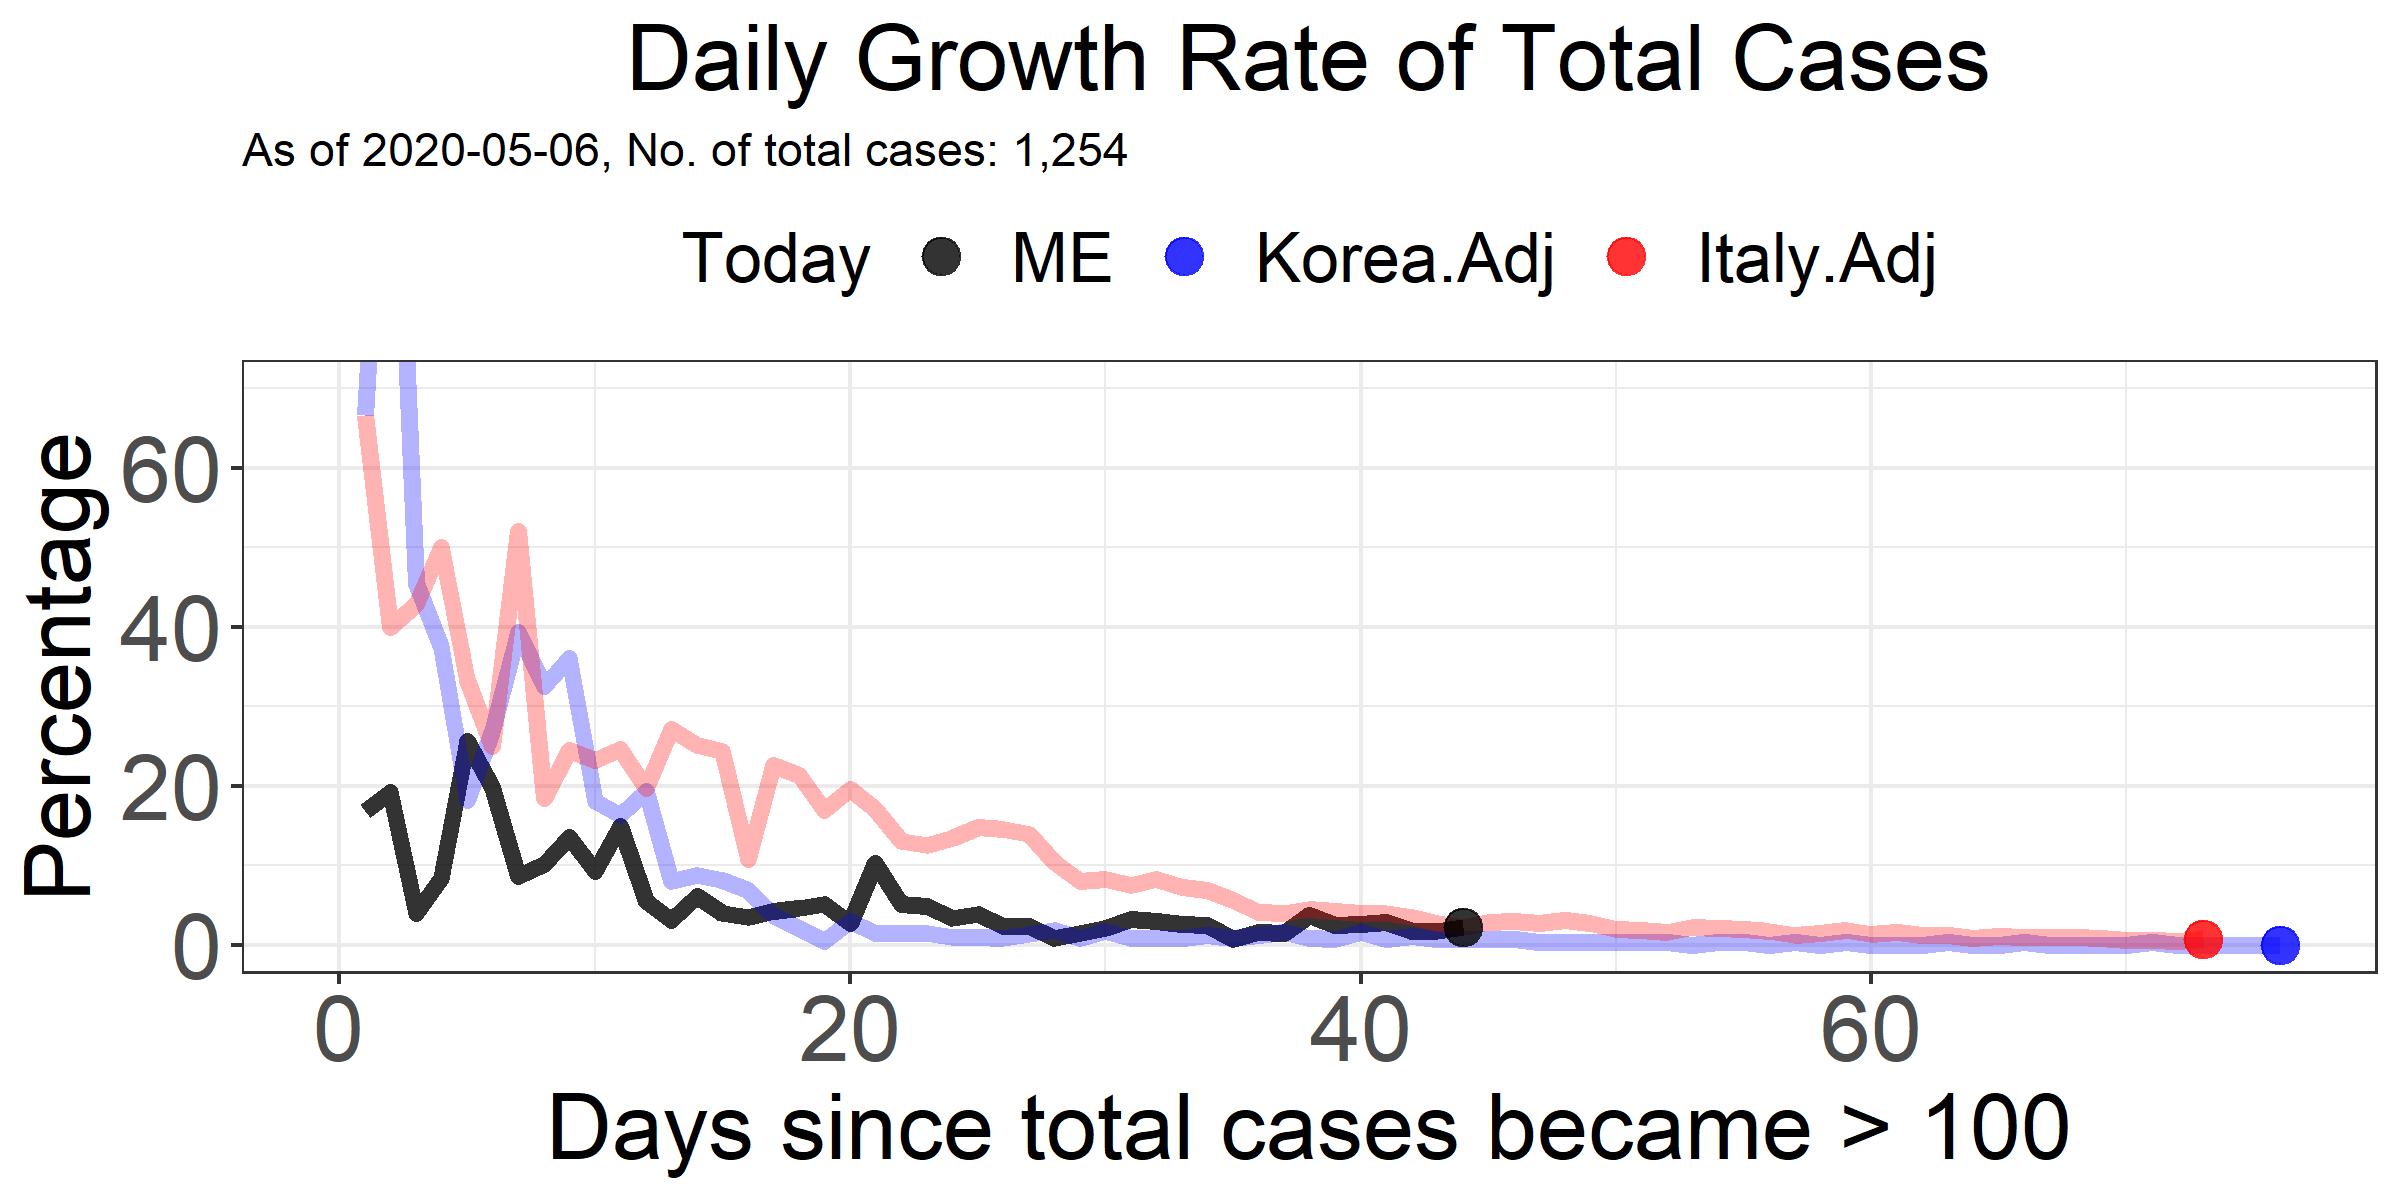 Daily Growth Rate of Total Cases
As of 2020-05-06, No. of total cases: 1,254
Today ME Korea.Adj Italy.Adj
Percentage
60
40
20
0
0 20 40 60
Days since total cases became > 100